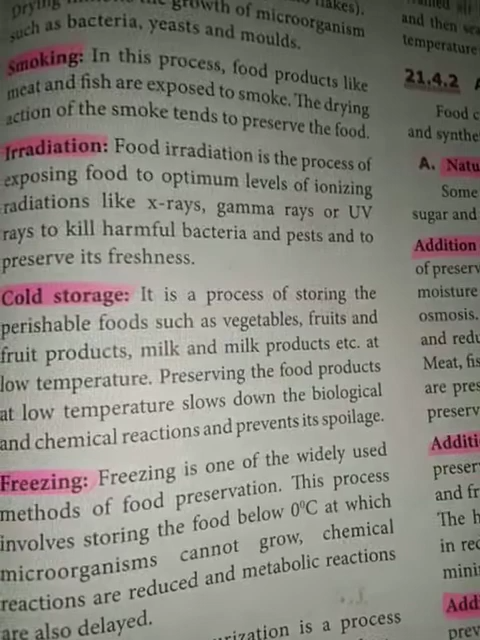 Drying growth of microorganism
such as bacteria, yeasts and moulds.
Smoking: In this process, food products like
meat and fish are exposed to smoke. The drying
action of the smoke tends to preserve the food.
Irradiation: Food irradiation is the process of
exposing food to optimum levels of ionizing
radiations like x-rays, gamma rays or UV
rays to kill harmful bacteria and pests and to
preserve its freshness.
Cold storage: It is a process of storing the
perishable foods such as vegetables, fruits and
fruit products, milk and milk products etc. at
low temperature. Preserving the food products
at low temperature slows down the biological
and chemical reactions and prevents its spoilage.
Freezing: Freezing is one of the widely used
methods of food preservation. This process
involves storing the food below 0°C at which
microorganisms cannot grow, chemical
reactions are reduced and metabolic reactions
are also delayed.
is a process
and then
temperature
21.4.2
Food
and synthe
A. Natu
Some
sugar and
Addition
of preserv
moisture
osmosis.
and redu
Meat, fis
are pres
preserv
Additi
preser
and fr
The h
in rec
mini
Add
prev